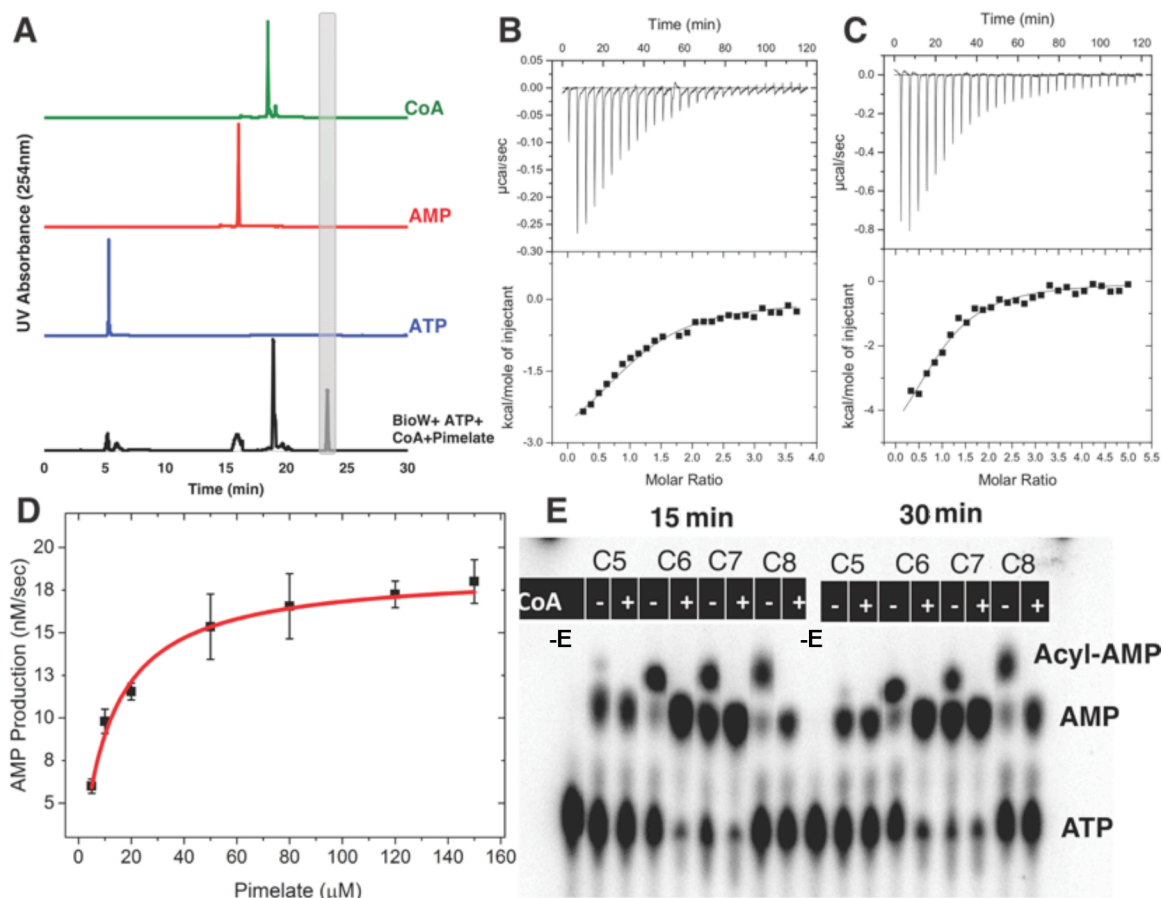 A
UV Absorbance (254nm)
CoA
AMP
ATP
BioW+ ATP+
CoA+Pimelate
0 5 10 15 20 25 30
Time (min)
B
Time (min)
0 20 40 60 80 100 120
0.05
0.00
-0.05
-0.10
-0.15
-0.20
-0.25
-0.30
µcal/sec
0.0
-1.5
-3.0
kcal/mole of injectant
0.0 0.5 1.0 1.5 2.0 2.5 3.0 3.5 4.0
Molar Ratio
C
Time (min)
0 20 40 60 80 100 120
0.0
-0.2
-0.4
-0.6
-0.8
µcal/sec
0
-2
-4
kcal/mole of injectant
0.0 0.5 1.0 1.5 2.0 2.5 3.0 3.5 4.0 4.5 5.0 5.5
Molar Ratio
D
AMP Production (nM/sec)
20
18
15
13
10
8
5
0 20 40 60 80 100 120 140 160
Pimelate (µM)
E
15 min 30 min
C5 C6 C7 C8 C5 C6 C7 C8
CoA - + - + - + - + - + - + - + - +
-E -E
Acyl-AMP
AMP
ATP